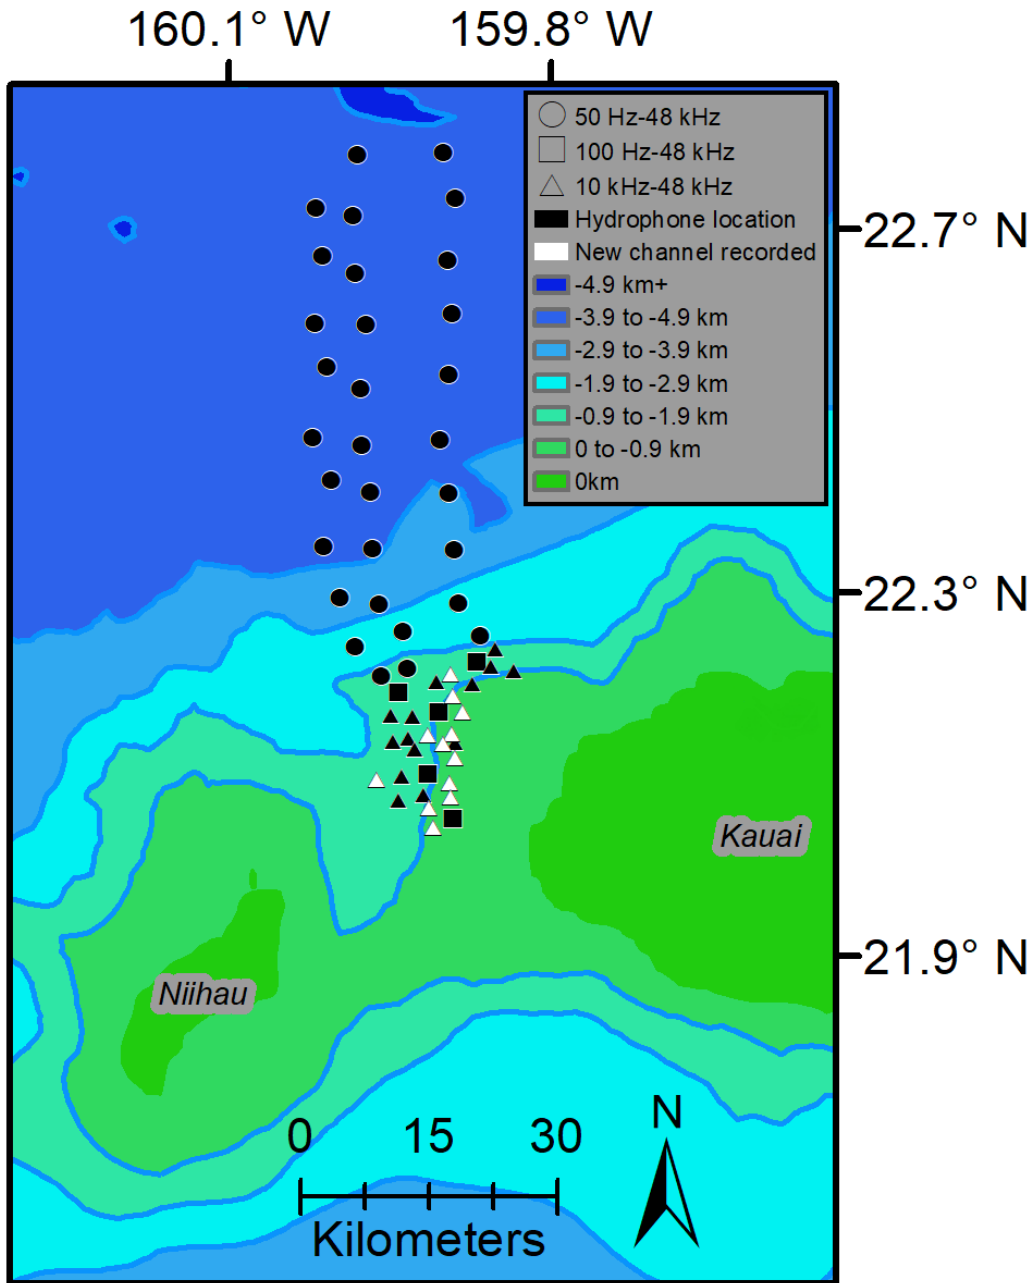 160.1° W 159.8° W
50 Hz-48 kHz
100 Hz-48 kHz
10 kHz-48 kHz
Hydrophone location
New channel recorded
-4.9 km+
-3.9 to -4.9 km
-2.9 to -3.9 km
-1.9 to -2.9 km
-0.9 to -1.9 km
0 to -0.9 km
0km
22.7° N
22.3° N
Kauai
21.9° N
Niihau
N
0 15 30
Kilometers